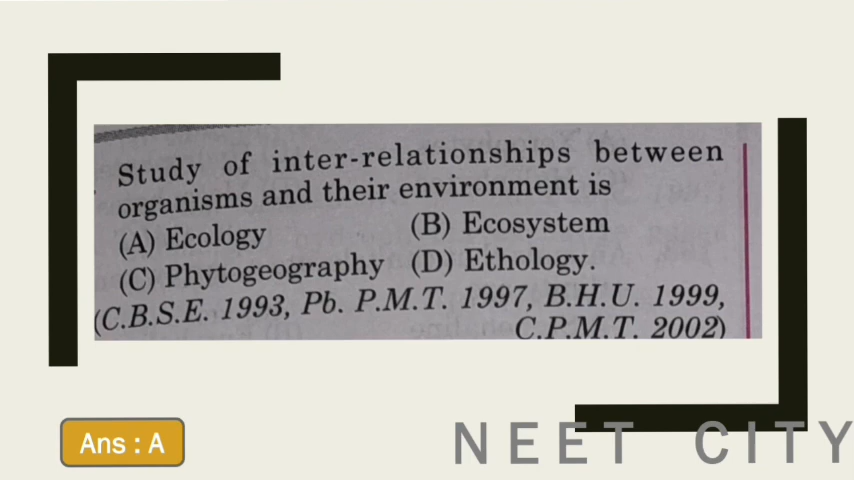 Study of inter-relationships between
organisms and their environment is
(A) Ecology (B) Ecosystem
(C) Phytogeography (D) Ethology.
(C.B.S.E. 1993, Pb. P.M.T. 1997, B.H.U. 1999,
C.P.M.T. 2002)
Ans : A
NEET CITY